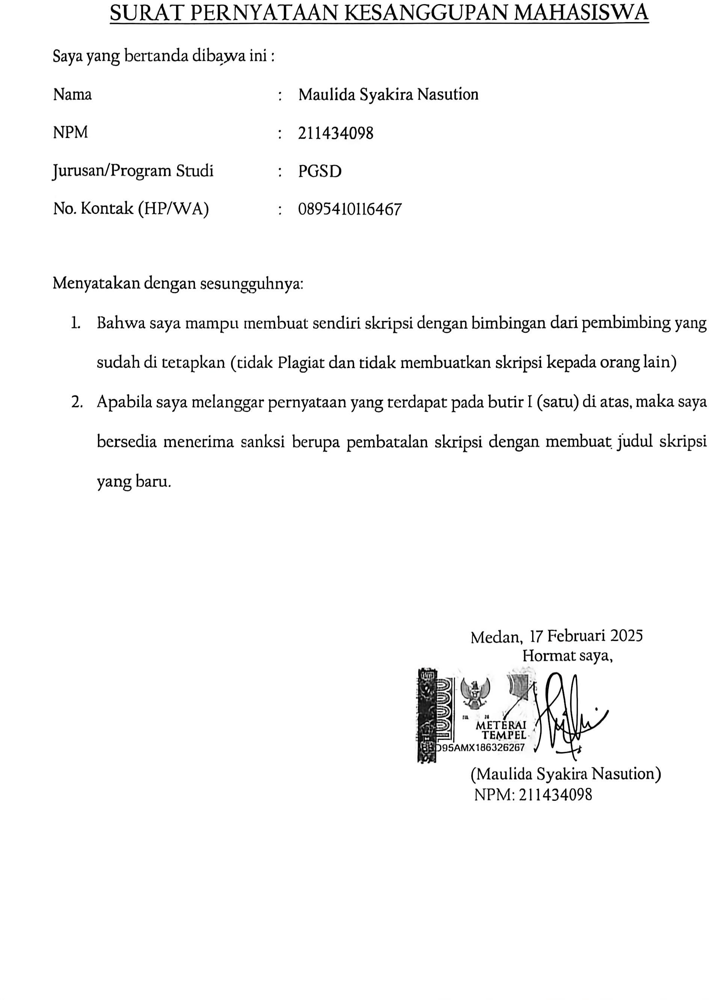 SURAT PERNYATAAN KESANGGUPAN MAHASISWA
Saya yang bertanda dibawa ini :
Nama : Maulida Syakira Nasution
NPM : 211434098
Jurusan/Program Studi : PGSD
No. Kontak (HP/WA) : 0895410116467
Menyatakan dengan sesungguhnya:
1. Bahwa saya mampu membuat sendiri skripsi dengan bimbingan dari pembimbing yang
sudah di tetapkan (tidak Plagiat dan tidak membuatkan skripsi kepada orang lain)
2. Apabila saya melanggar pernyataan yang terdapat pada butir I (satu) di atas, maka saya
bersedia menerima sanksi berupa pembatalan skripsi dengan membuat judul skripsi
yang baru.
Medan, 17 Februari 2025
Hormat saya,
10000
METERAI
TEMPEL
D95AMX186326267
(Maulida Syakira Nasution)
NPM: 211434098